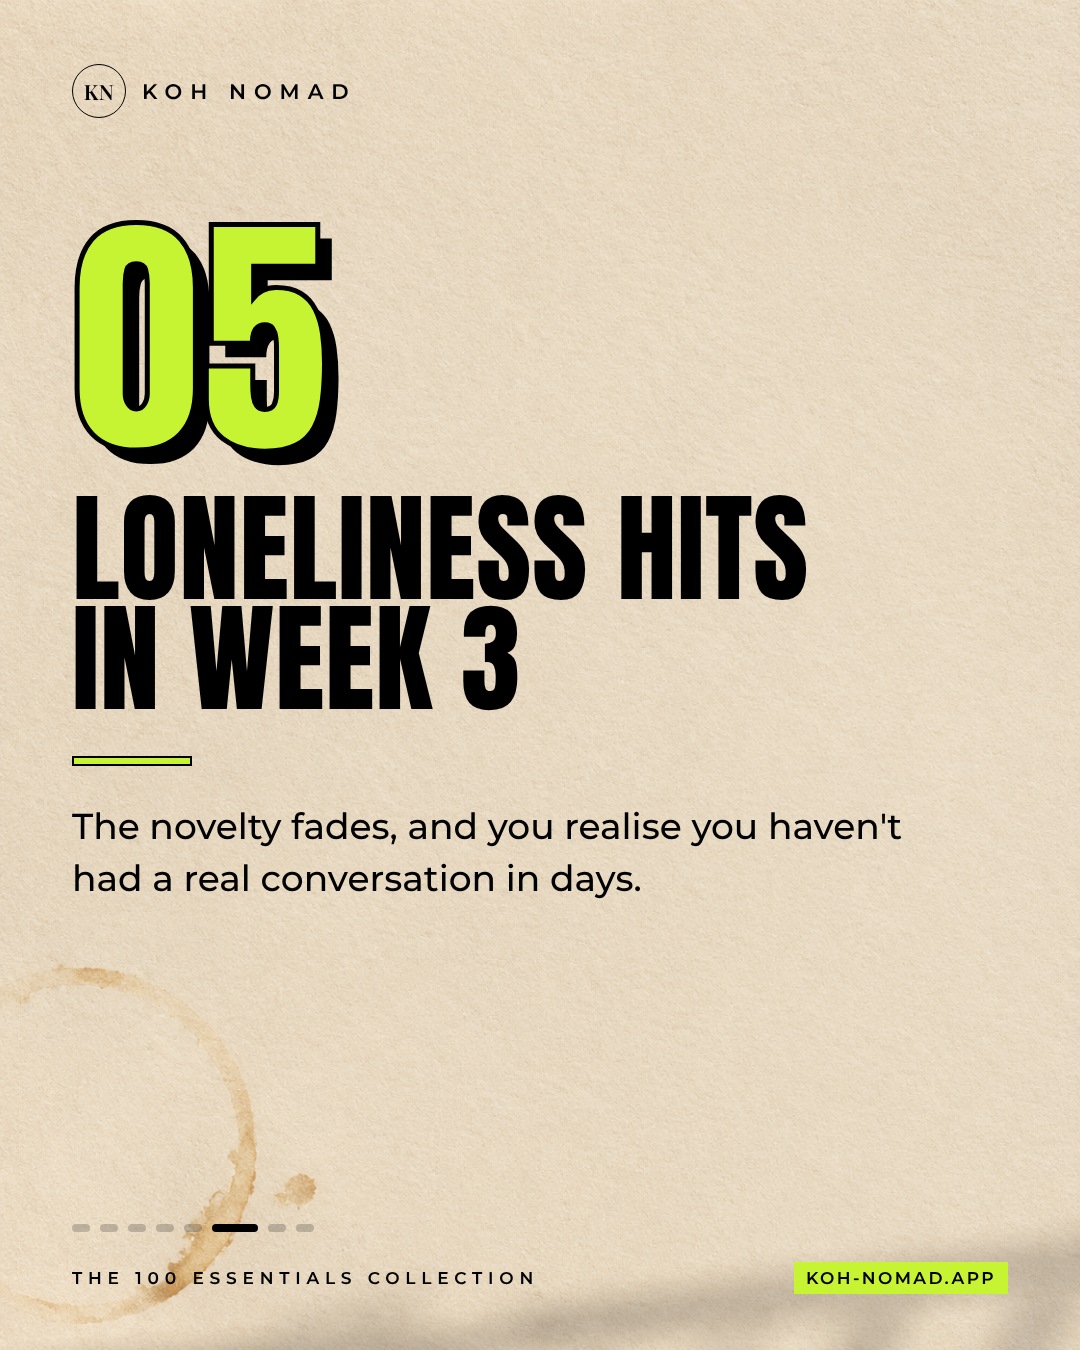 KN KOH NOMAD
05
LONELINESS HITS
IN WEEK 3
The novelty fades, and you realise you haven't
had a real conversation in days.
THE 100 ESSENTIALS COLLECTION
KOH-NOMAD.APP